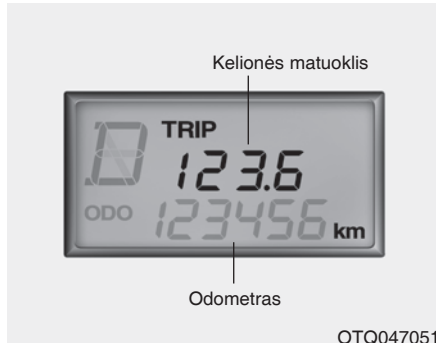 Kelionės matuoklis
TRIP
123.6
ODO
123456 km
Odometras
OTQ047051